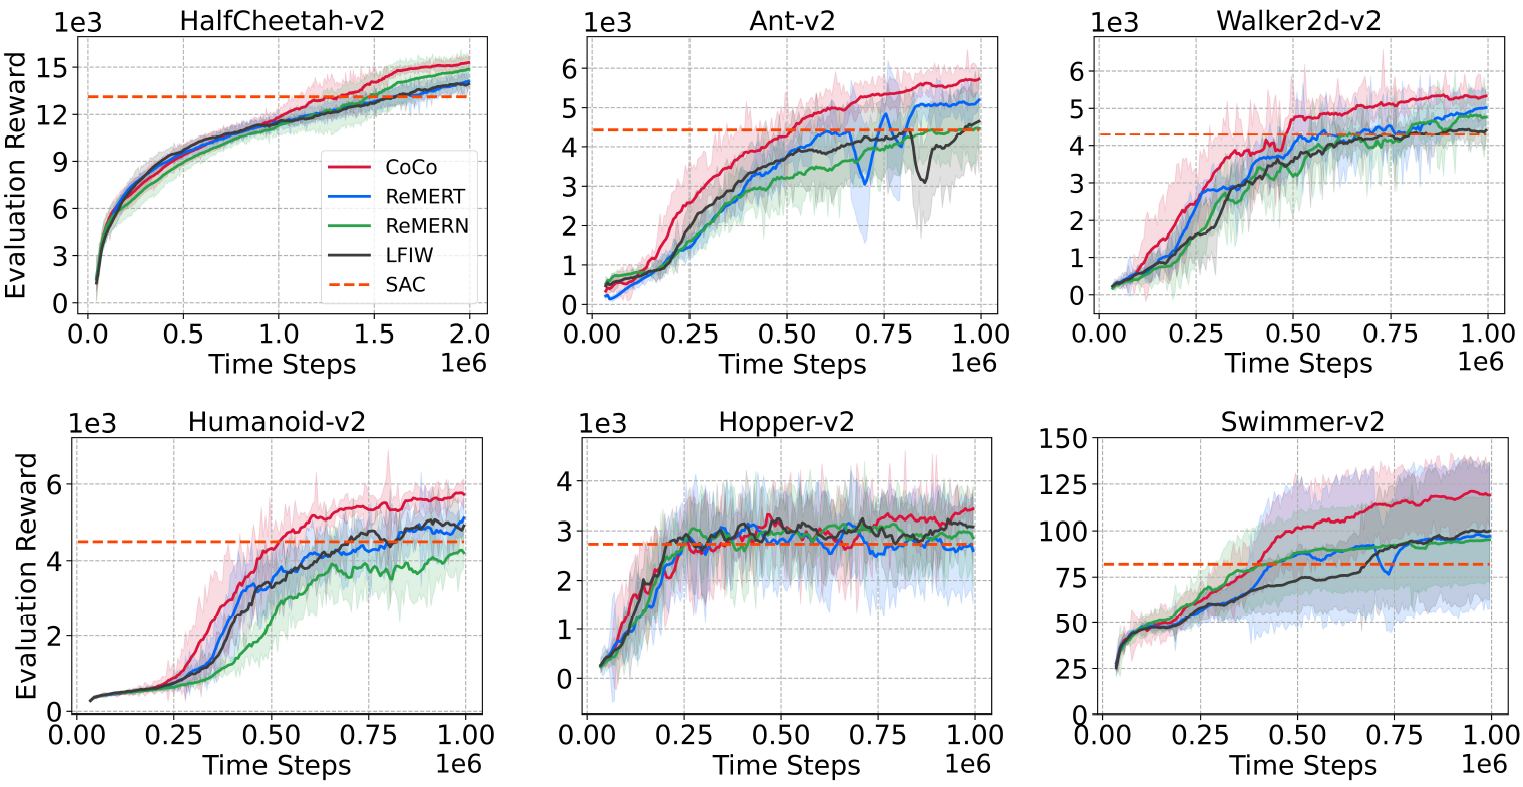 1e3 HalfCheetah-v2
Evaluation Reward
15
12
9
6
3
0
CoCo
ReMERT
ReMERN
LFIW
SAC
0.0 0.5 1.0 1.5 2.0
Time Steps 1e6
1e3 Ant-v2
6
5
4
3
2
1
0
0.00 0.25 0.50 0.75 1.00
Time Steps 1e6
1e3 Walker2d-v2
6
5
4
3
2
1
0
0.00 0.25 0.50 0.75 1.00
Time Steps 1e6
1e3 Humanoid-v2
Evaluation Reward
6
4
2
0
0.00 0.25 0.50 0.75 1.00
Time Steps 1e6
1e3 Hopper-v2
4
3
2
1
0
0.00 0.25 0.50 0.75 1.00
Time Steps 1e6
Swimmer-v2
150
125
100
75
50
25
0
0.00 0.25 0.50 0.75 1.00
Time Steps 1e6